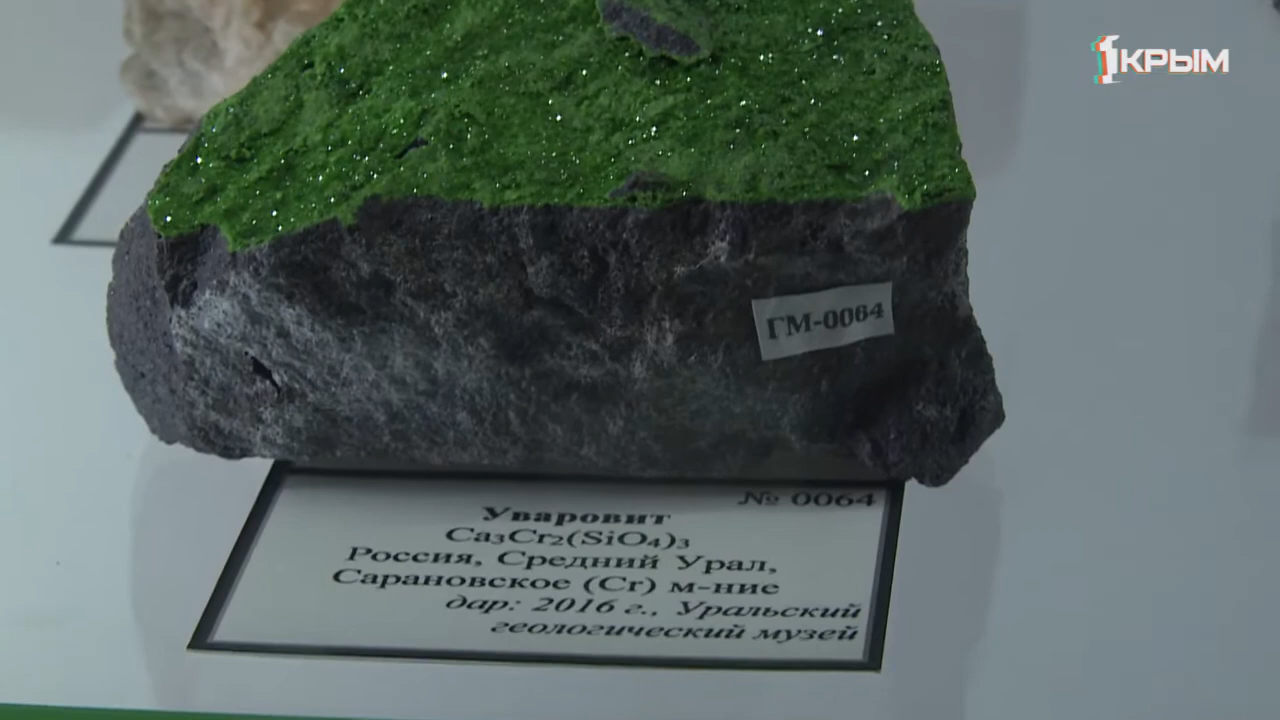 1КРЫМ
ГМ-0064
№ 0064
Уваровит
Ca₃Cr₂(SiO₄)₃
Россия, Средний Урал,
Сарановское (Cr) м-ние
дар: 2016 г., Уральский
геологический музей